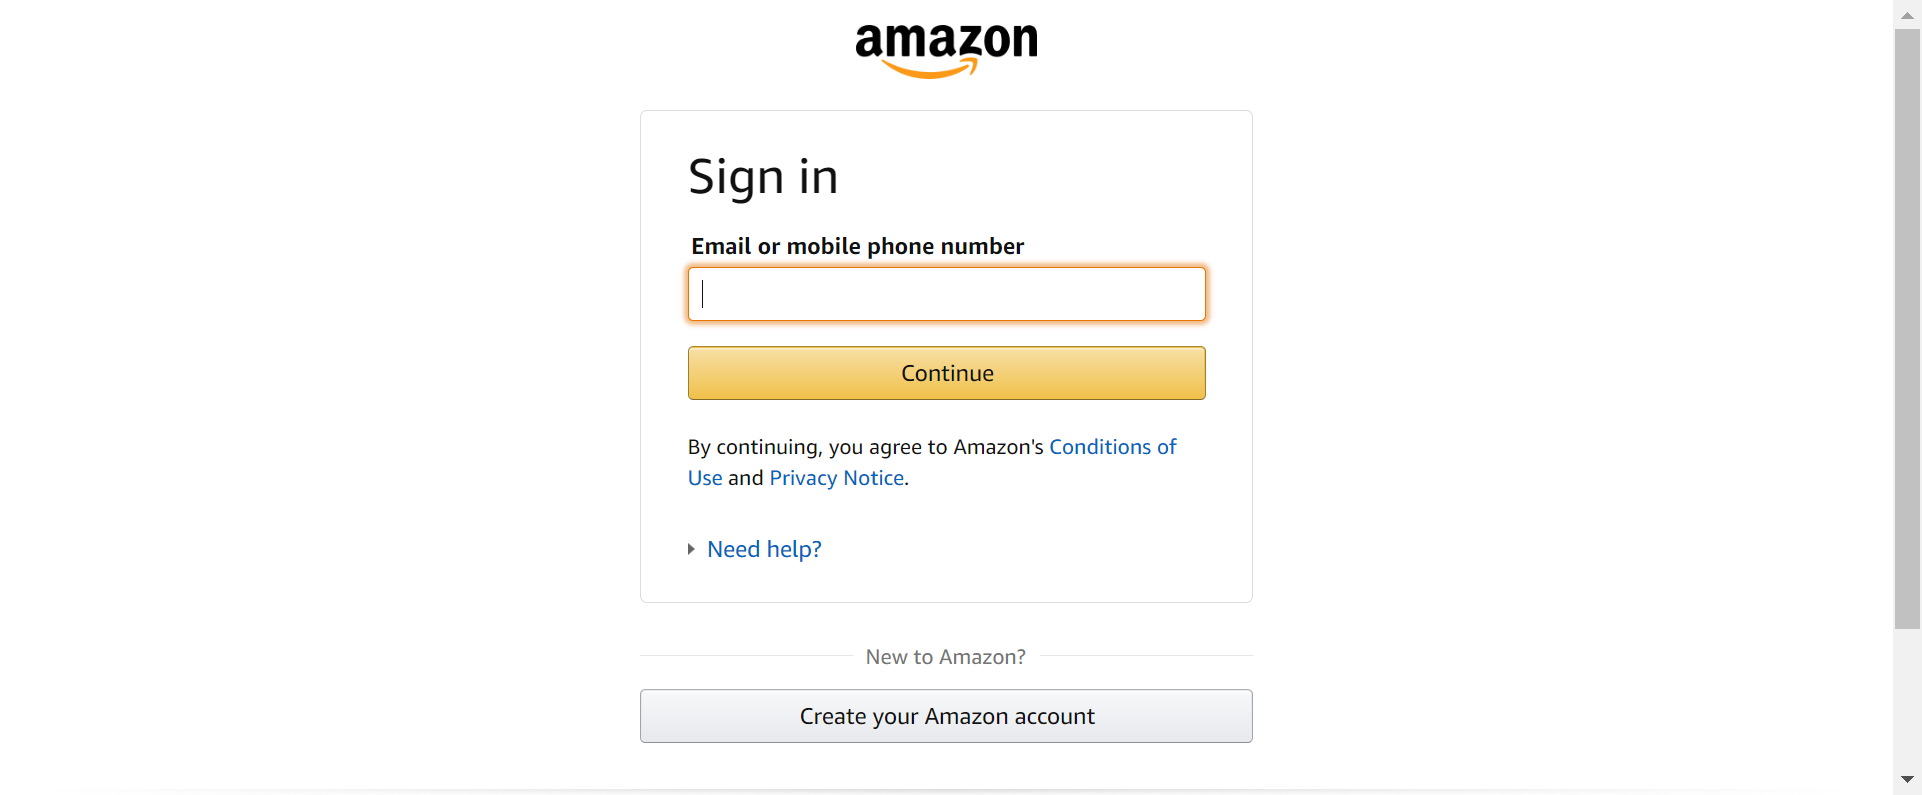 amazon
Sign in
Email or mobile phone number
Continue
By continuing, you agree to Amazon's Conditions of
Use and Privacy Notice.
Need help?
New to Amazon?
Create your Amazon account